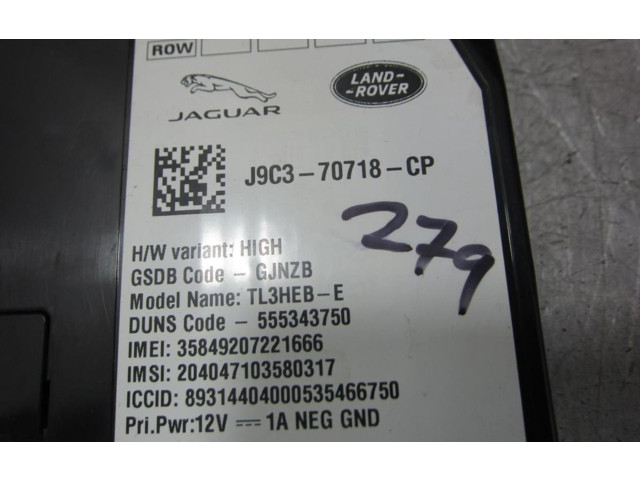 ROW
JAGUAR
LAND-
-ROVER
J9C3-70718-CP
279
H/W variant: HIGH
GSDB Code - GJNZB
Model Name: TL3HEB-E
DUNS Code - 555343750
IMEI: 35849207221666
IMSI: 204047103580317
ICCID: 89314404000535466750
Pri.Pwr:12V ⎓ 1A NEG GND